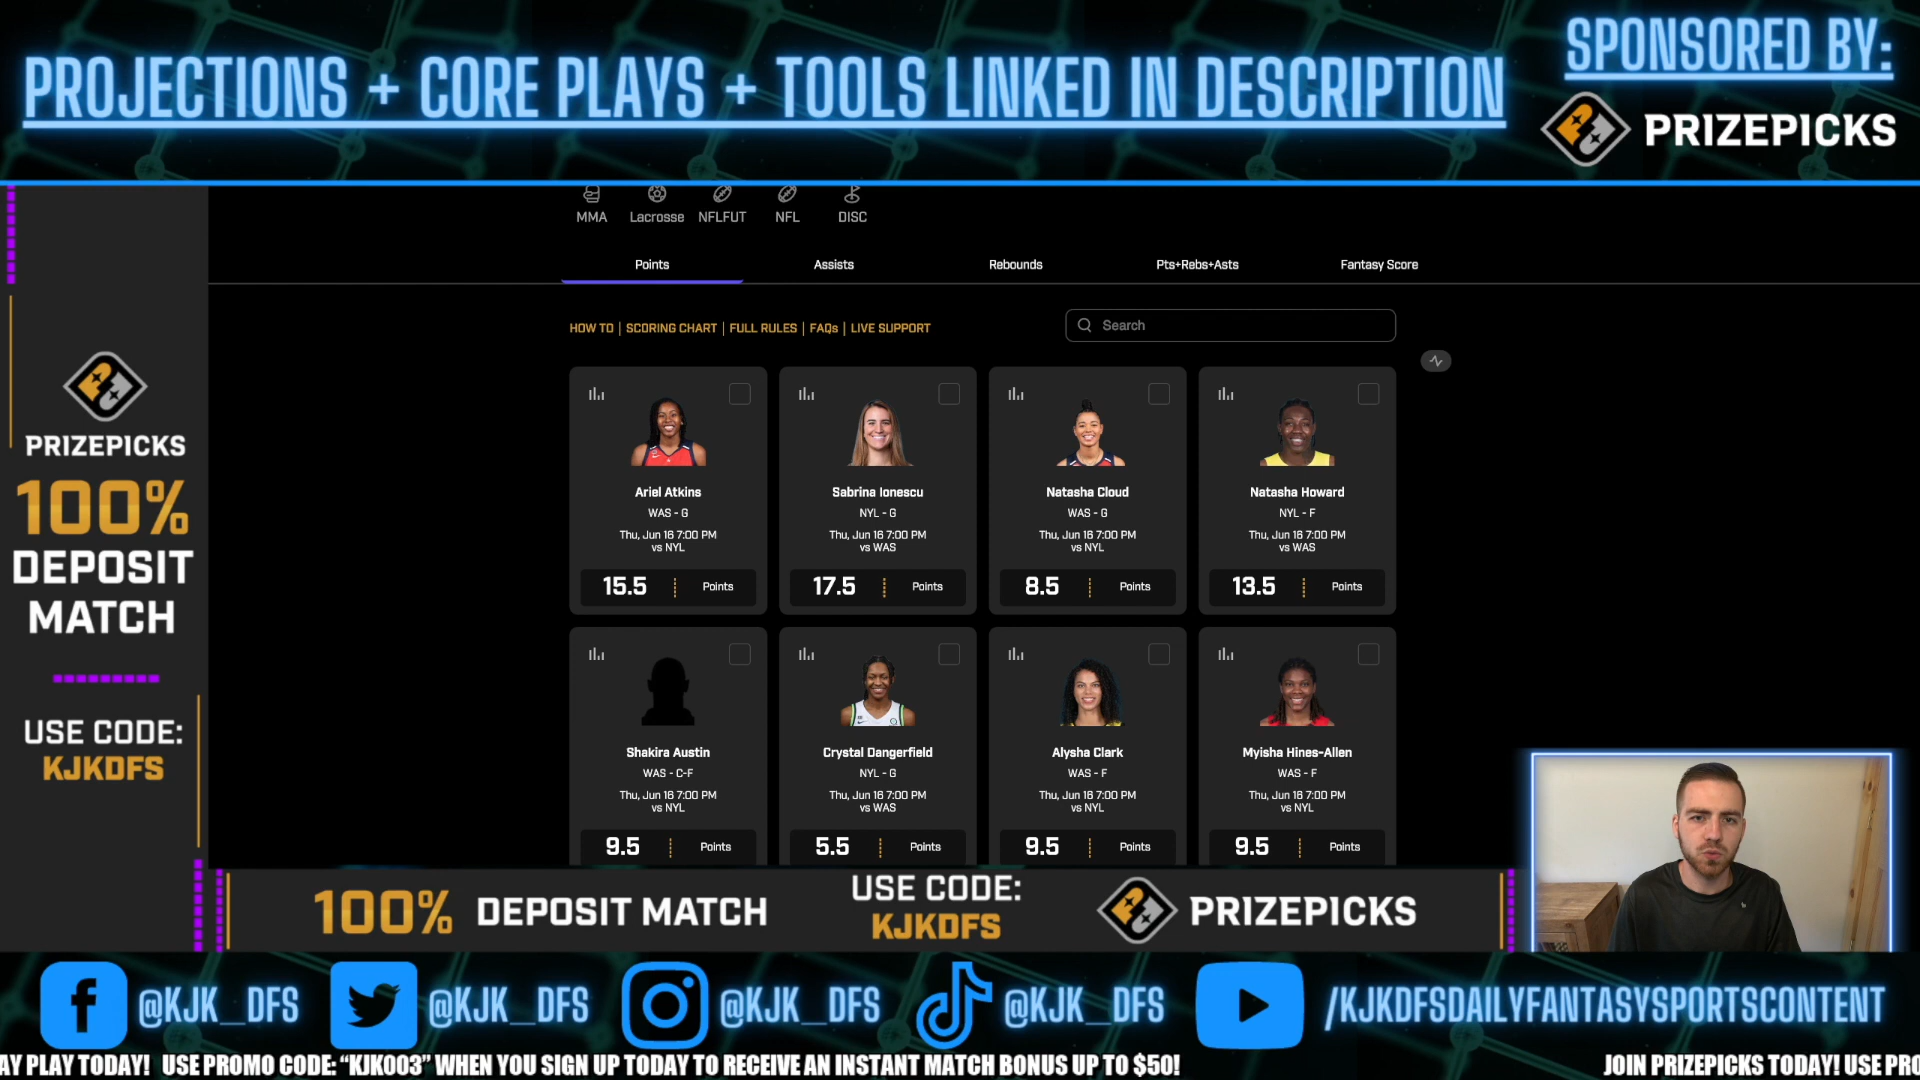 PROJECTIONS + CORE PLAYS + TOOLS LINKED IN DESCRIPTION
SPONSORED BY:
PRIZEPICKS
MMA Lacrosse NFLFUT NFL DISC
Points Assists Rebounds Pts+Rebs+Asts Fantasy Score
HOW TO | SCORING CHART | FULL RULES | FAQs | LIVE SUPPORT
Search
Ariel Atkins
WAS - G
Thu, Jun 16 7:00 PM
vs NYL
15.5 Points
Sabrina Ionescu
NYL - G
Thu, Jun 16 7:00 PM
vs WAS
17.5 Points
Natasha Cloud
WAS - G
Thu, Jun 16 7:00 PM
vs NYL
8.5 Points
Natasha Howard
NYL - F
Thu, Jun 16 7:00 PM
vs WAS
13.5 Points
Shakira Austin
WAS - C-F
Thu, Jun 16 7:00 PM
vs NYL
9.5 Points
Crystal Dangerfield
NYL - G
Thu, Jun 16 7:00 PM
vs WAS
5.5 Points
Alysha Clark
WAS - F
Thu, Jun 16 7:00 PM
vs NYL
9.5 Points
Myisha Hines-Allen
WAS - F
Thu, Jun 16 7:00 PM
vs NYL
9.5 Points
PRIZEPICKS
100%
DEPOSIT
MATCH
USE CODE:
KJKDFS
100% DEPOSIT MATCH
USE CODE:
KJKDFS
PRIZEPICKS
@KJK_DFS @KJK_DFS @KJK_DFS @KJK_DFS /KJKDFSDAILYFANTASYSPORTSCONTENT
AY PLAY TODAY! USE PROMO CODE: "KJK003" WHEN YOU SIGN UP TODAY TO RECEIVE AN INSTANT MATCH BONUS UP TO $50! JOIN PRIZEPICKS TODAY! USE PRO